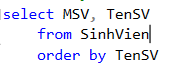 select MSV, TenSV
from SinhVien
order by TenSV